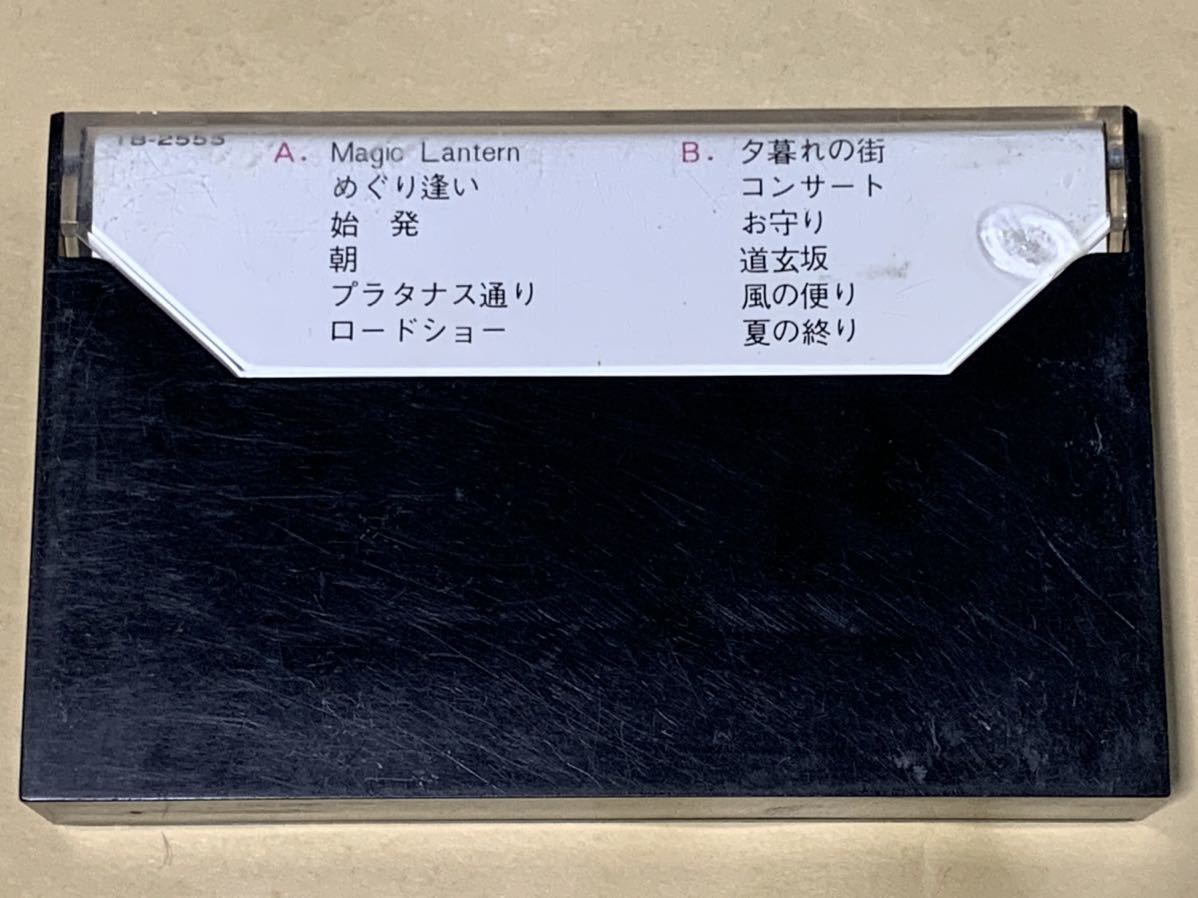 TB-2553
A. Magic Lantern
めぐり逢い
始 発
朝
プラタナス通り
ロードショー
B. 夕暮れの街
コンサート
お守り
道玄坂
風の便り
夏の終り